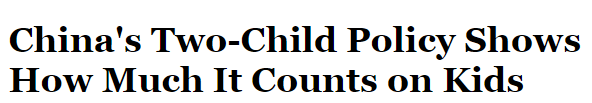 China's Two-Child Policy Shows
How Much It Counts on Kids